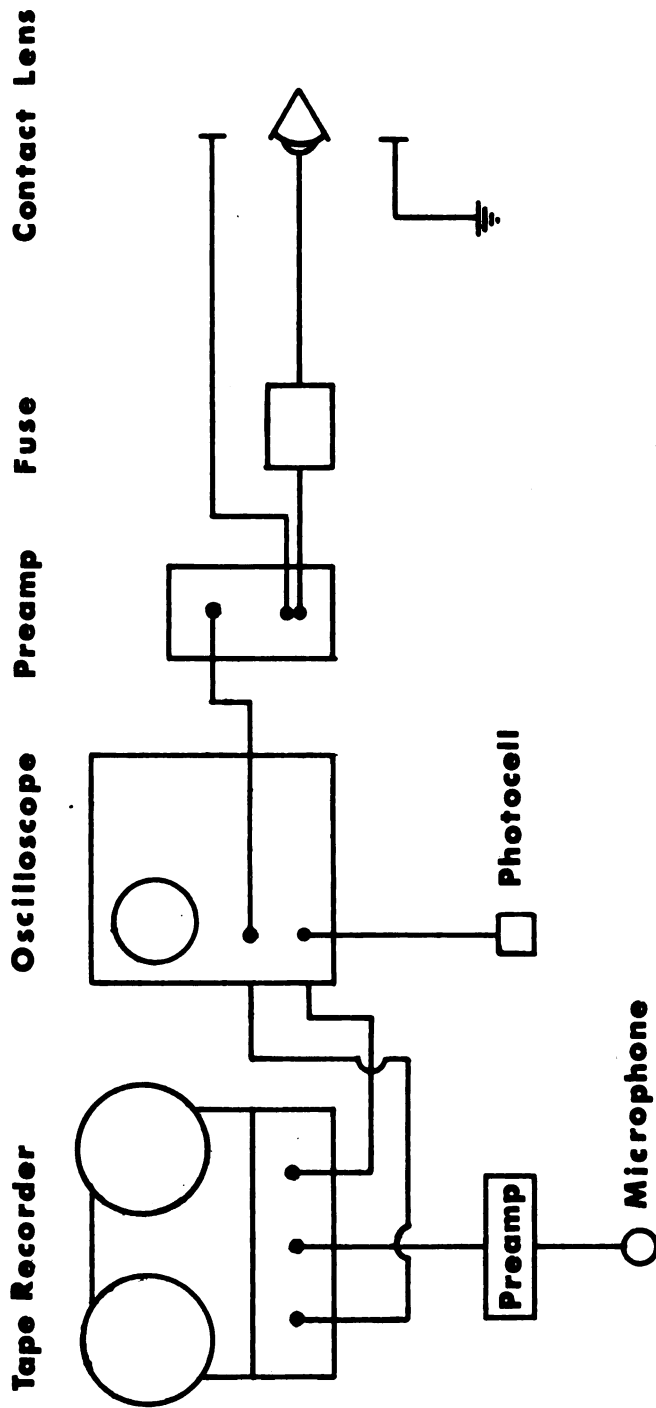 Tape Recorder Oscilloscope Preamp Fuse Contact Lens
Photocell
Preamp
Microphone